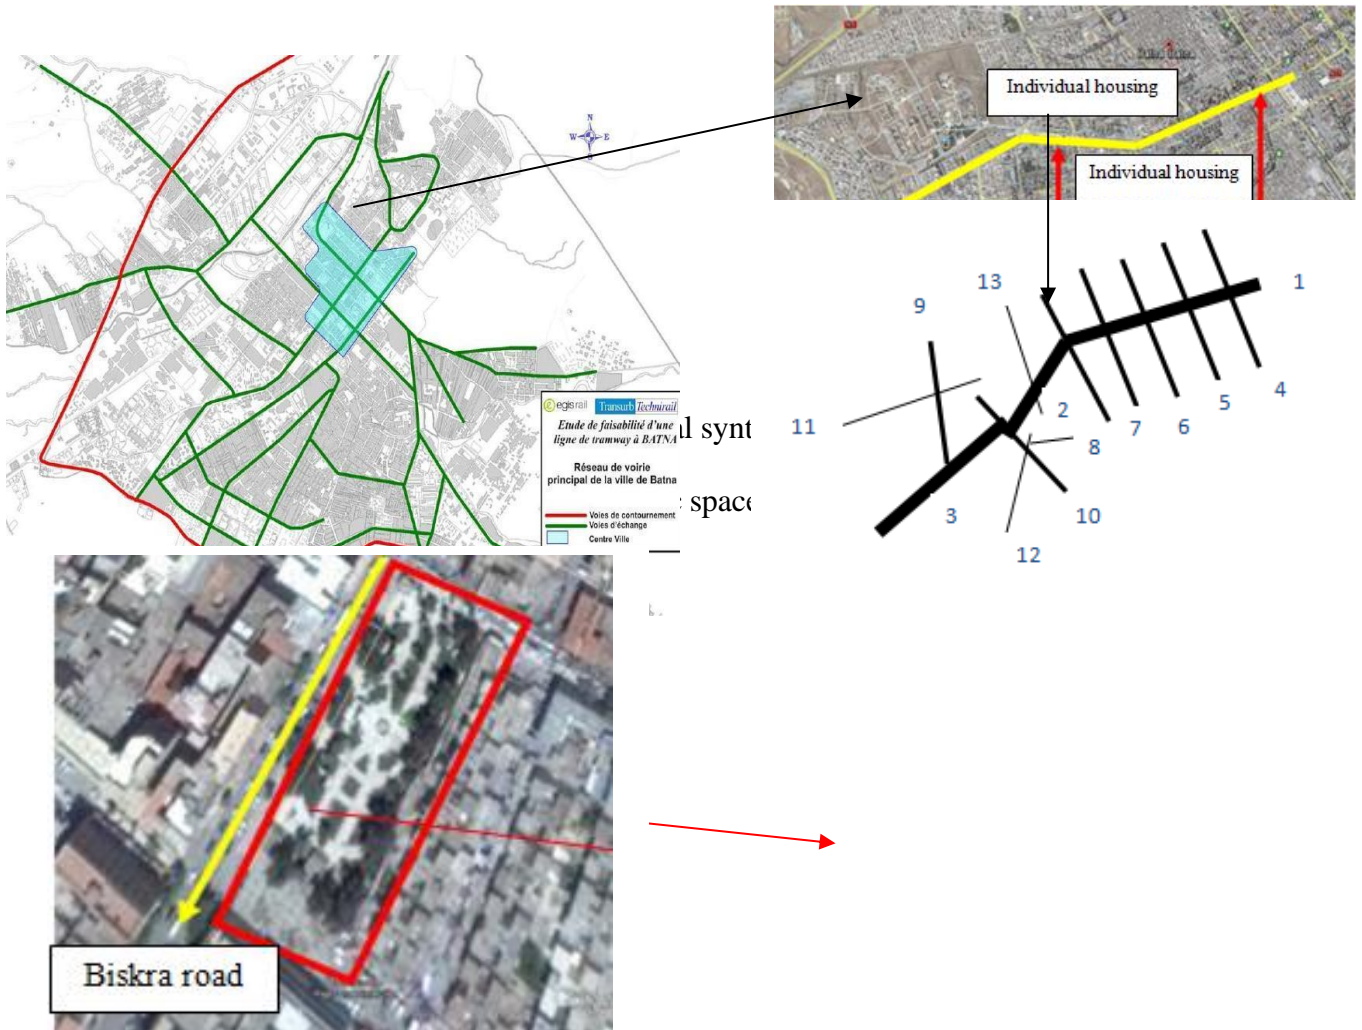 Individual housing
Individual housing
N
W
E
egisrail
Transurb Technirail
Etude de faisabilité d'une
ligne de tramway à BATNA
Réseau de voirie
principal de la ville de Batna
Voies de contournement
Voies d'échange
Centre Ville
al synt
space
13
1
9
4
2
5
11
7
6
8
3
10
12
Biskra road